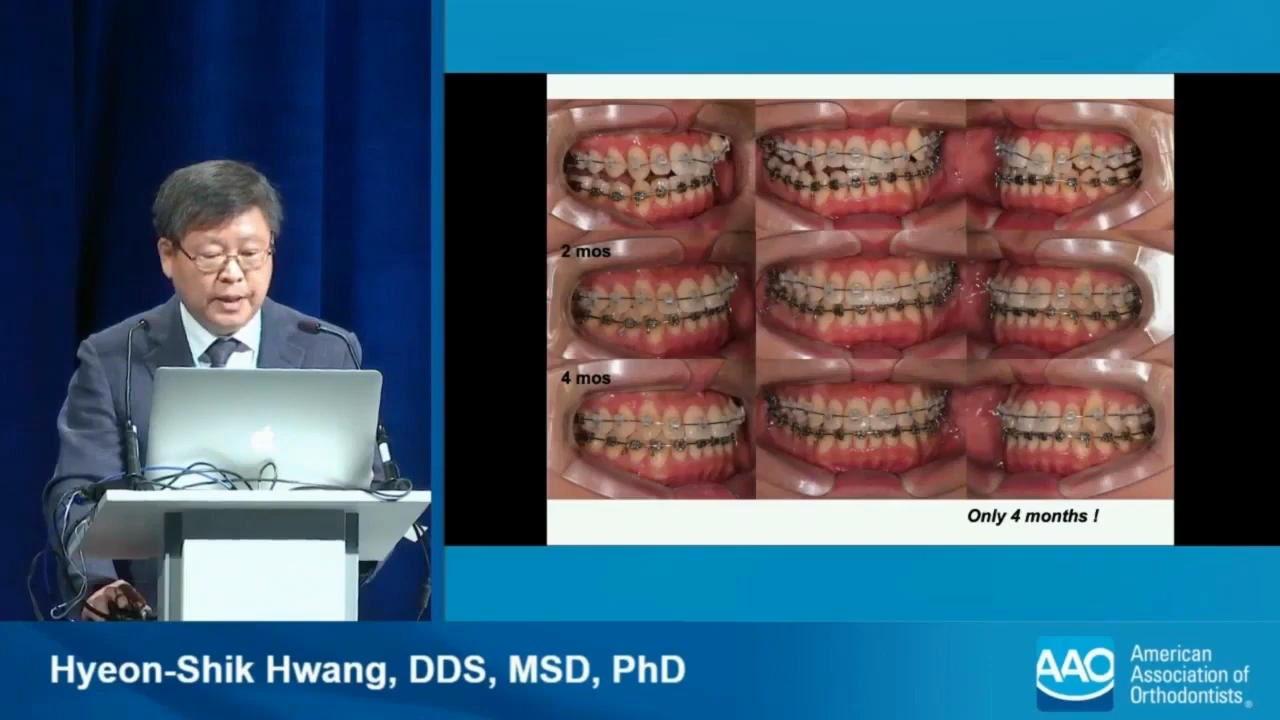 2 mos
4 mos
Only 4 months !
Hyeon-Shik Hwang, DDS, MSD, PhD
AAO
American
Association of
Orthodontists®